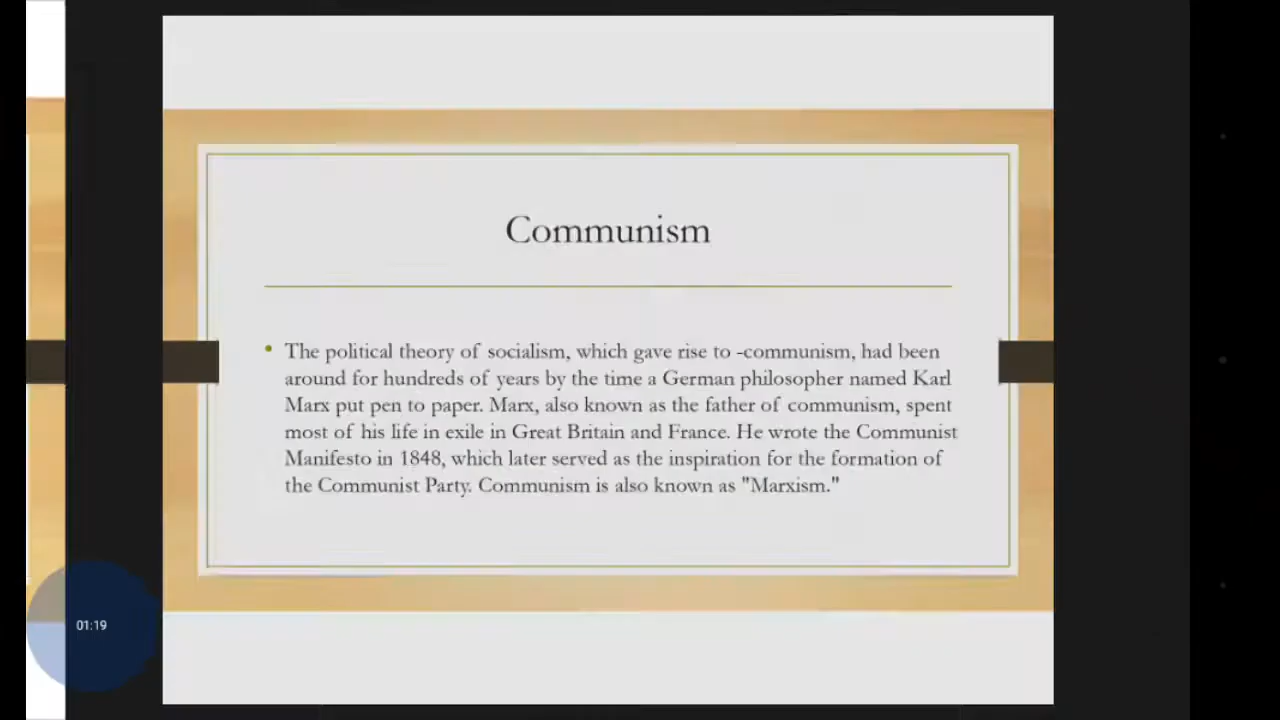 Communism
• The political theory of socialism, which gave rise to -communism, had been
around for hundreds of years by the time a German philosopher named Karl
Marx put pen to paper. Marx, also known as the father of communism, spent
most of his life in exile in Great Britain and France. He wrote the Communist
Manifesto in 1848, which later served as the inspiration for the formation of
the Communist Party. Communism is also known as "Marxism."
01:19